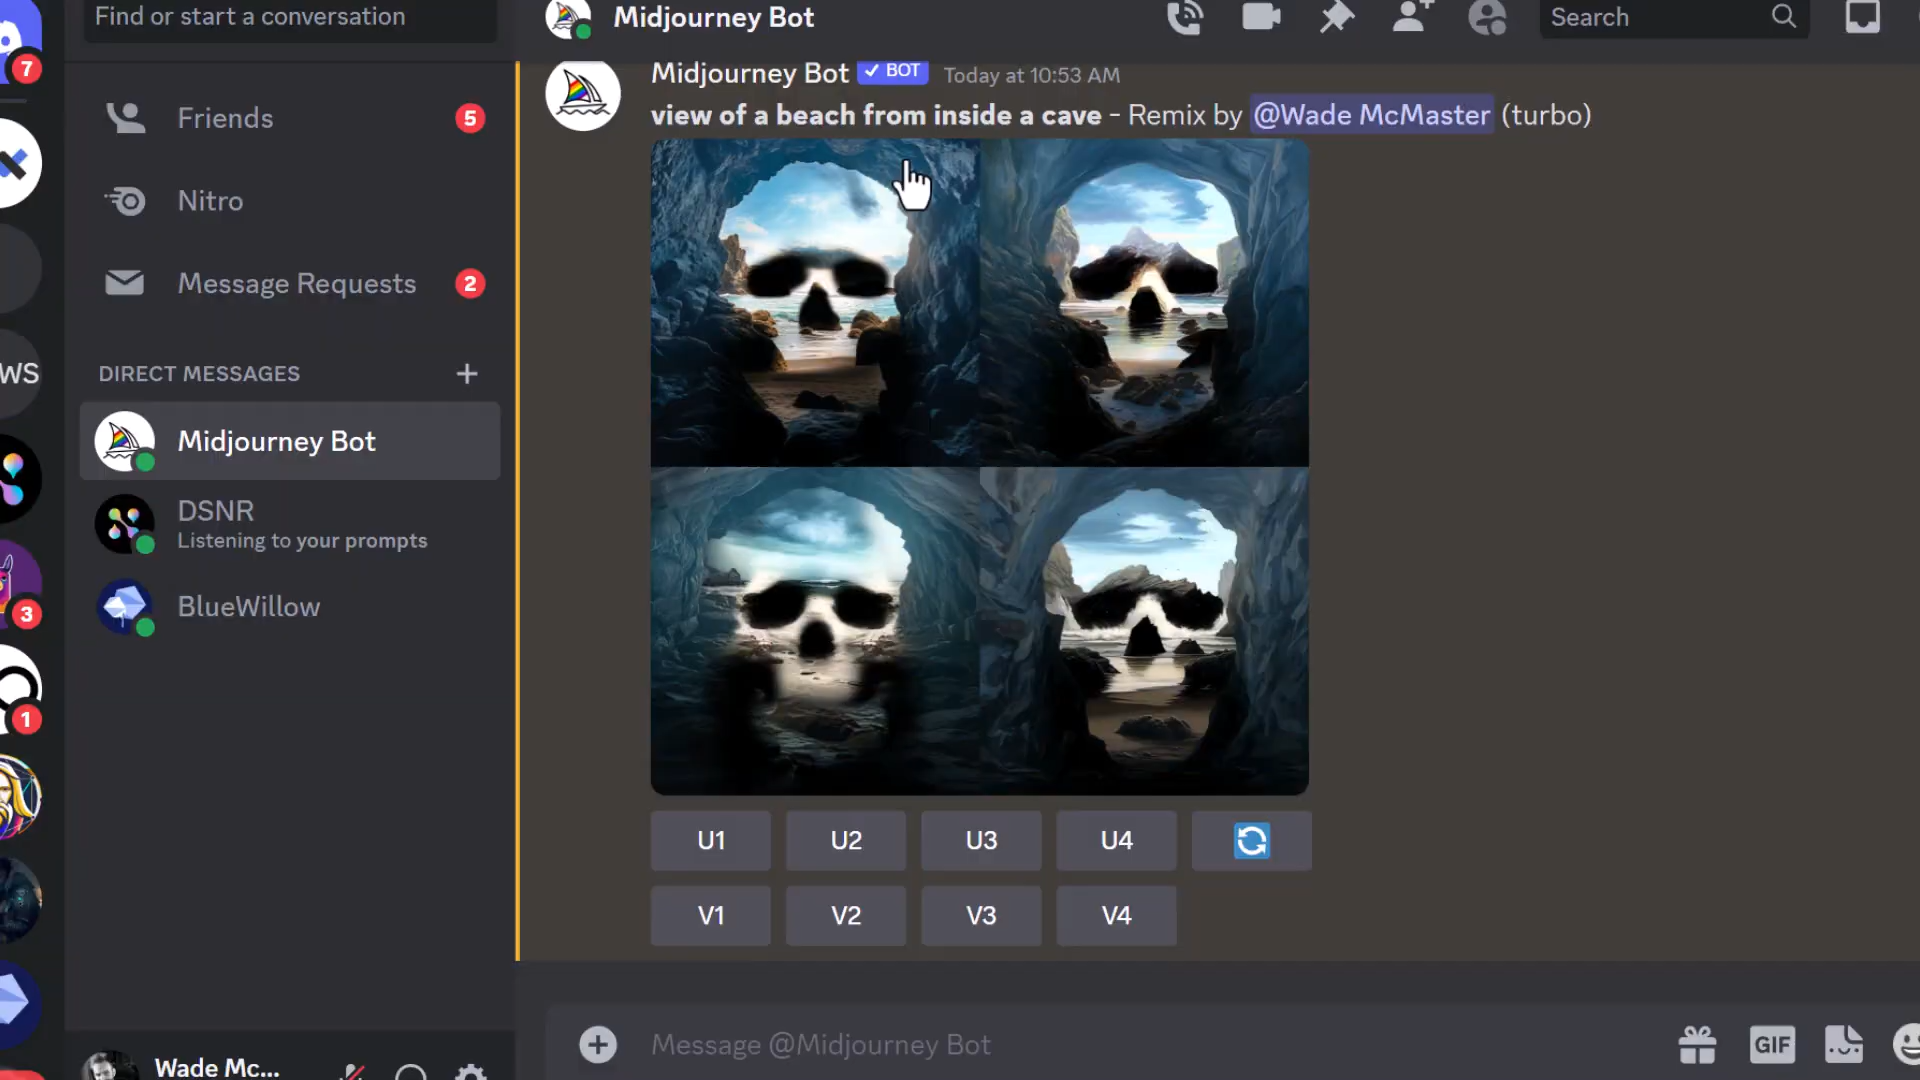 Find or start a conversation
Midjourney Bot
Search
7
Friends
5
Nitro
Message Requests
2
DIRECT MESSAGES
Midjourney Bot
DSNR
Listening to your prompts
BlueWillow
WS
3
1
Wade Mc...
Midjourney Bot ✓ BOT Today at 10:53 AM
view of a beach from inside a cave - Remix by @Wade McMaster (turbo)
U1 U2 U3 U4
V1 V2 V3 V4
Message @Midjourney Bot
GIF